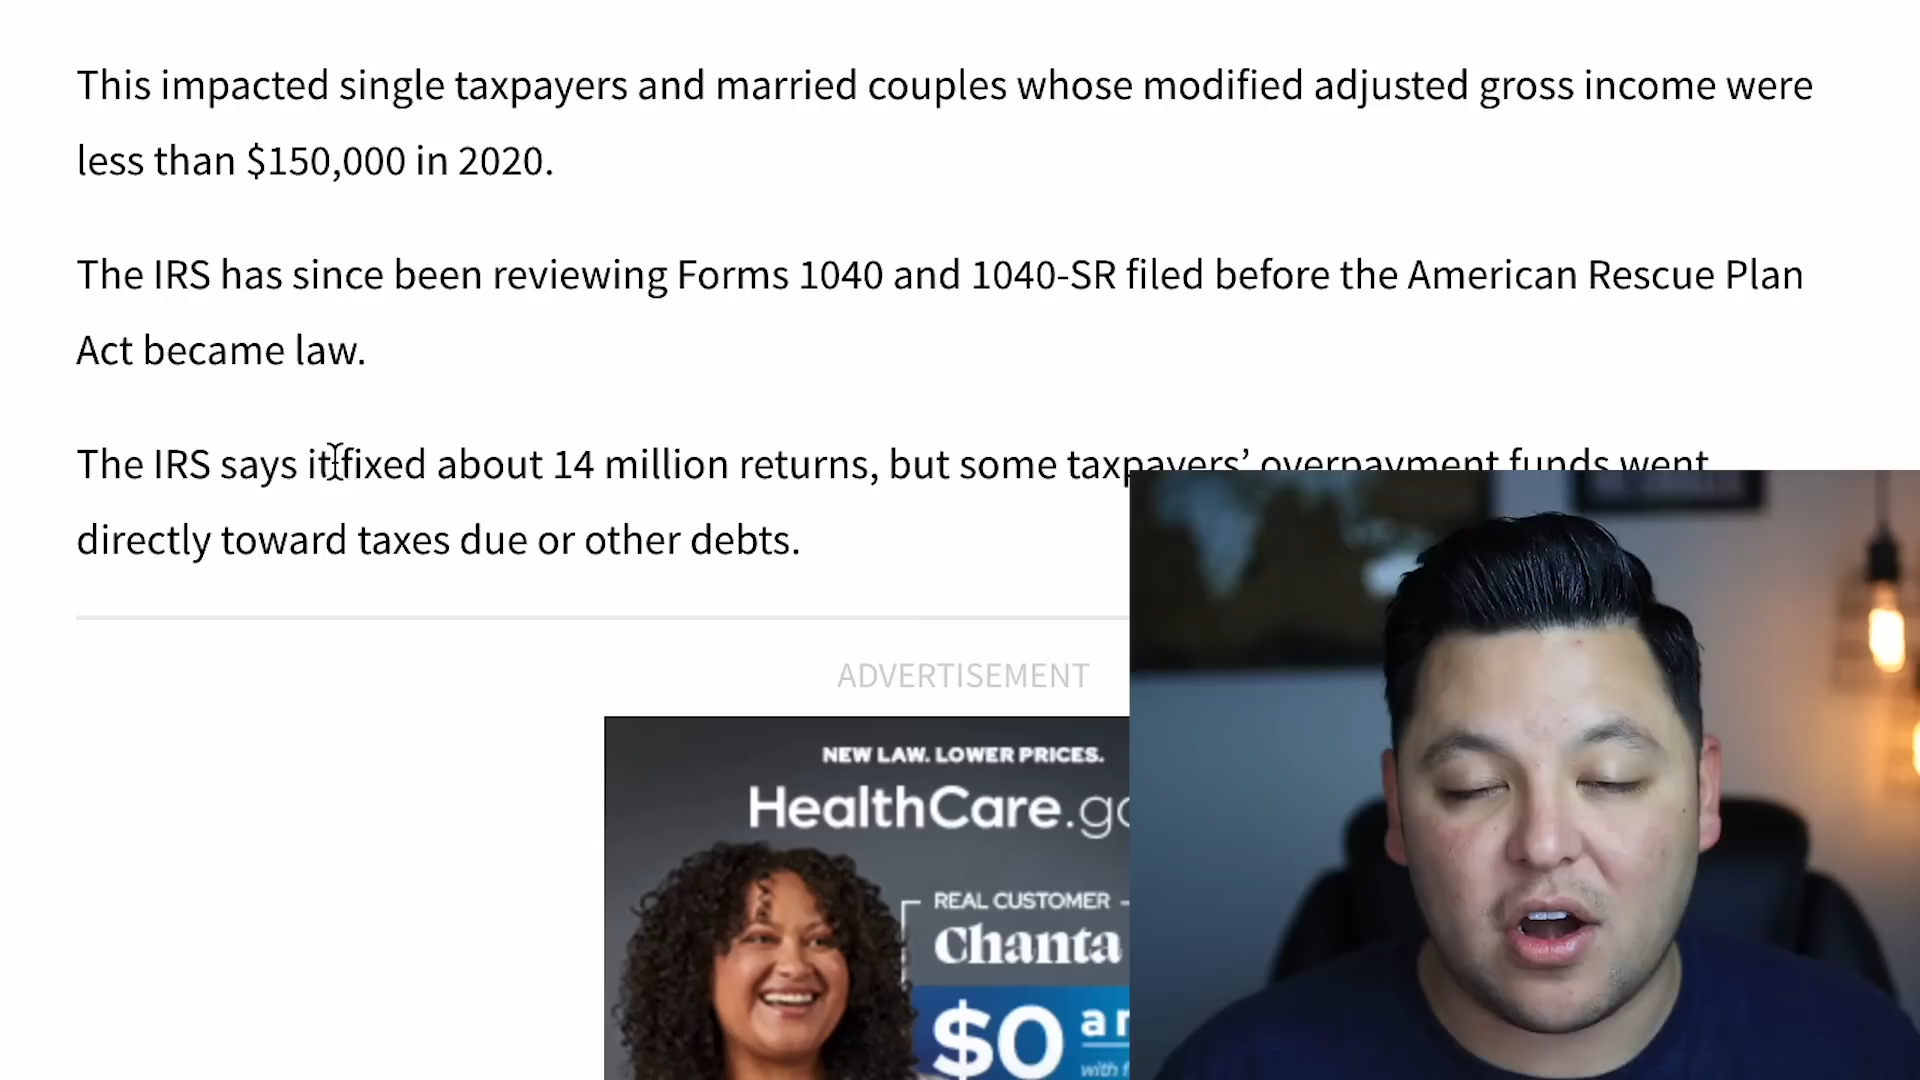 This impacted single taxpayers and married couples whose modified adjusted gross income were
less than $150,000 in 2020.
The IRS has since been reviewing Forms 1040 and 1040-SR filed before the American Rescue Plan
Act became law.
The IRS says it fixed about 14 million returns, but some taxpayers’ overpayment funds went
directly toward taxes due or other debts.
ADVERTISEMENT
NEW LAW. LOWER PRICES.
HealthCare.go
REAL CUSTOMER
Chanta
$0 an
with